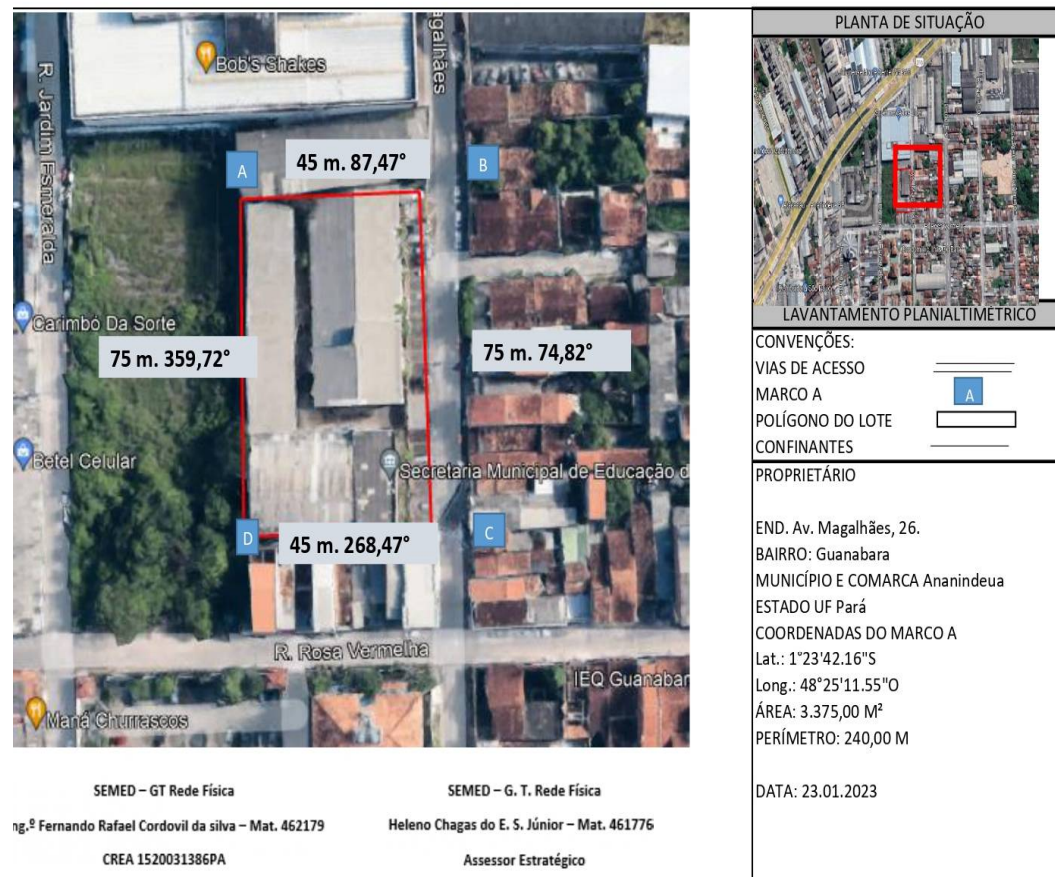 Bob's Shakes
agalhães
R. Jardim Esmeralda
A
45 m. 87,47°
B
Carimbó Da Sorte
75 m. 359,72°
75 m. 74,82°
Betel Celular
Secretaria Municipal de Educação d
D
45 m. 268,47°
C
R. Rosa Vermelha
IEQ Guanabar
Maná Churrascos
SEMED – GT Rede Física
ng.º Fernando Rafael Cordovil da silva – Mat. 462179
CREA 1520031386PA
SEMED – G. T. Rede Física
Heleno Chagas do E. S. Júnior – Mat. 461776
Assessor Estratégico
PLANTA DE SITUAÇÃO
LAVANTAMENTO PLANIALTIMÉTRICO
CONVENÇÕES:
VIAS DE ACESSO
MARCO A
A
POLÍGONO DO LOTE
CONFINANTES
PROPRIETÁRIO
END. Av. Magalhães, 26.
BAIRRO: Guanabara
MUNICÍPIO E COMARCA Ananindeua
ESTADO UF Pará
COORDENADAS DO MARCO A
Lat.: 1°23'42.16"S
Long.: 48°25'11.55"O
ÁREA: 3.375,00 M²
PERÍMETRO: 240,00 M
DATA: 23.01.2023